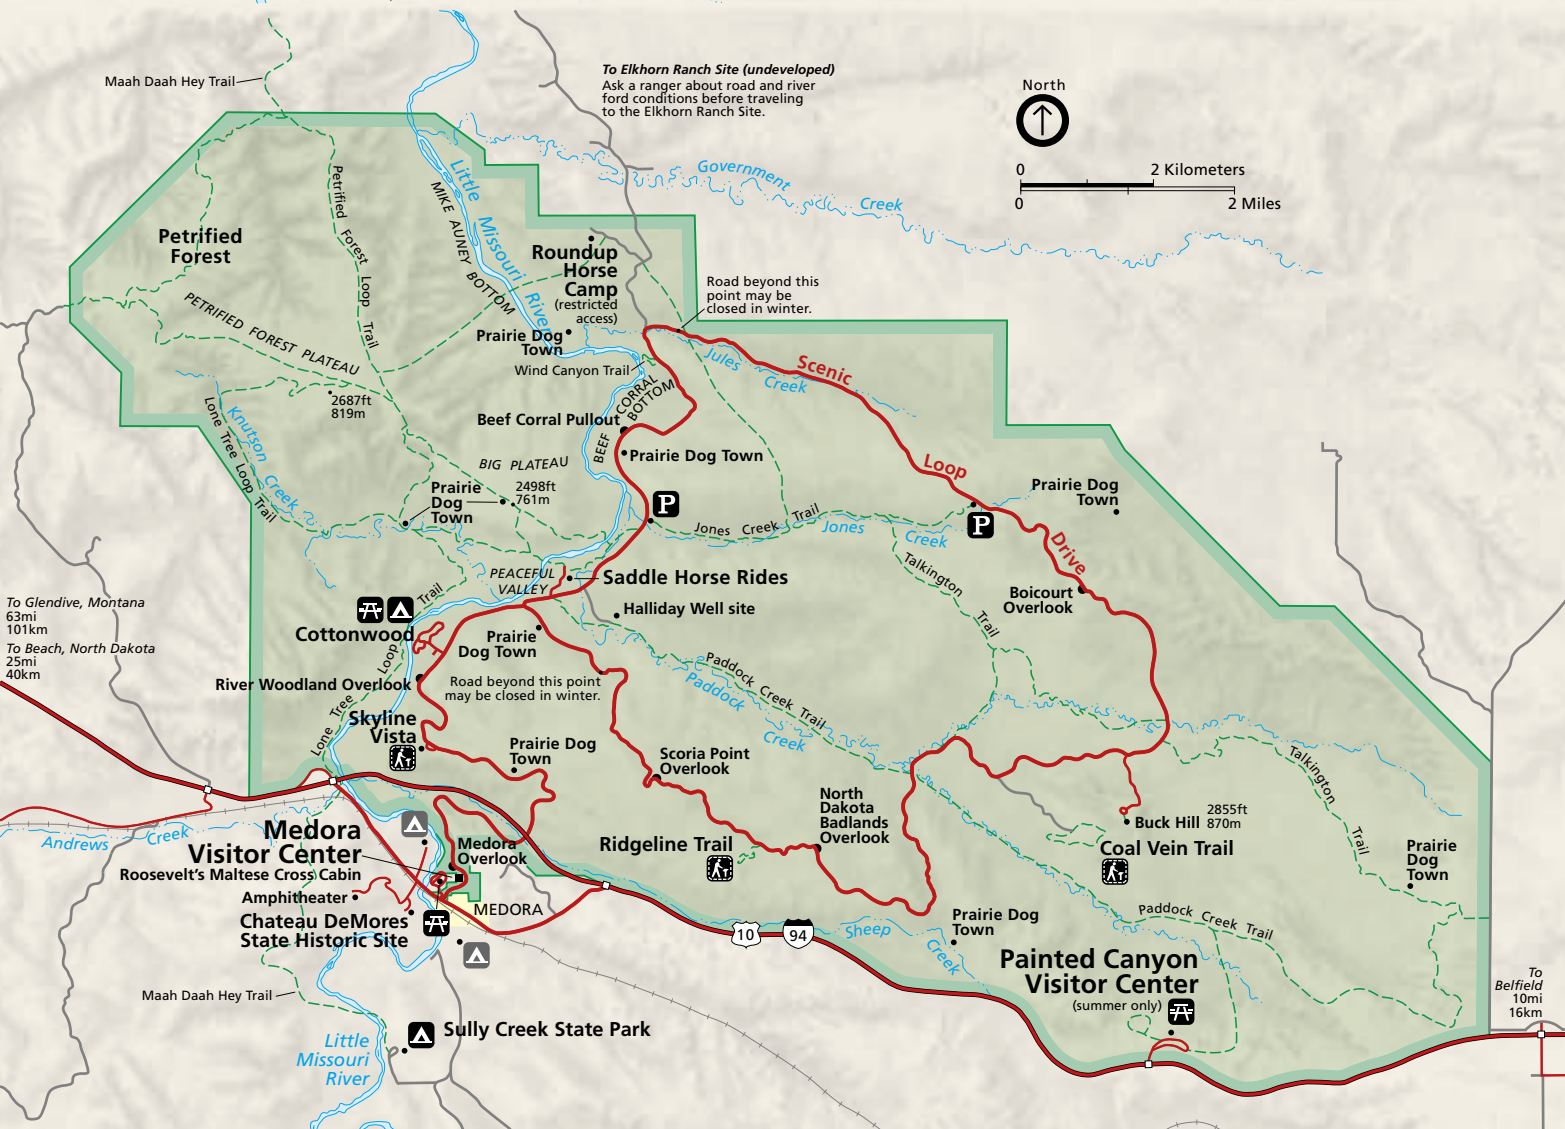 To Elkhorn Ranch Site (undeveloped)
Ask a ranger about road and river
ford conditions before traveling
to the Elkhorn Ranch Site.
North
0
2 Kilometers
0
2 Miles
Maah Daah Hey Trail
Government
Creek
Little Missouri River
MIKE AUNEY BOTTOM
Petrified Forest Loop Trail
Petrified
Forest
Roundup
Horse
Camp
(restricted
access)
Road beyond this
point may be
closed in winter.
PETRIFIED FOREST PLATEAU
Prairie Dog
Town
Wind Canyon Trail
Jules
Creek
Scenic
Loop
Drive
2687ft
819m
Lone Tree Loop Trail
Knutson Creek
Beef Corral Pullout
BEEF CORRAL
BOTTOM
Prairie Dog Town
BIG PLATEAU
2498ft
761m
Prairie
Dog
Town
P
Jones Creek Trail
Jones
Creek
P
Prairie Dog
Town
Talkington
Trail
Boicourt
Overlook
PEACEFUL
VALLEY
Saddle Horse Rides
Halliday Well site
To Glendive, Montana
63mi
101km
To Beach, North Dakota
25mi
40km
Cottonwood
Lone Tree Loop Trail
Prairie
Dog Town
Road beyond this point
may be closed in winter.
River Woodland Overlook
Paddock Creek Trail
Paddock
Creek
Skyline
Vista
Prairie Dog
Town
Scoria Point
Overlook
North
Dakota
Badlands
Overlook
Talkington
Trail
2855ft
870m
Buck Hill
Coal Vein Trail
Prairie
Dog
Town
Ridgeline Trail
Andrews
Creek
Medora
Visitor Center
Roosevelt's Maltese Cross Cabin
Medora
Overlook
Amphitheater
Chateau DeMores
State Historic Site
MEDORA
10
94
Sheep
Creek
Prairie Dog
Town
Paddock Creek Trail
Painted Canyon
Visitor Center
(summer only)
To
Belfield
10mi
16km
Maah Daah Hey Trail
Sully Creek State Park
Little
Missouri
River